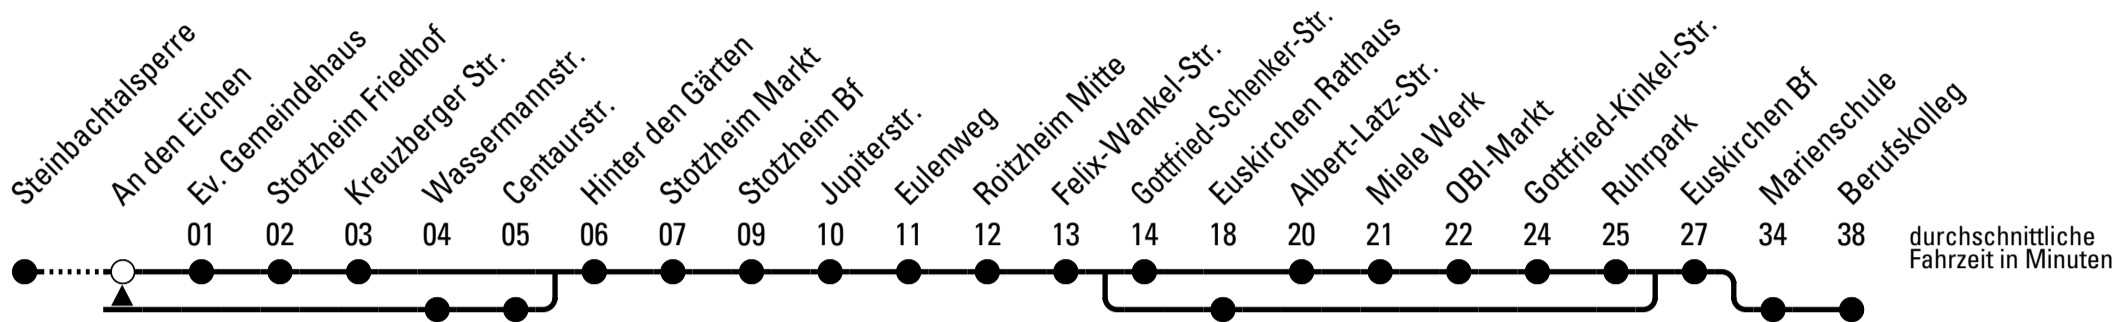 Steinbachtalsperre
An den Eichen
Ev. Gemeindehaus
Stotzheim Friedhof
Kreuzberger Str.
Wassermannstr.
Centaurstr.
Hinter den Gärten
Stotzheim Markt
Stotzheim Bf
Jupiterstr.
Eulenweg
Roitzheim Mitte
Felix-Wankel-Str.
Gottfried-Schenker-Str.
Euskirchen Rathaus
Albert-Latz-Str.
Miele Werk
OBI-Markt
Gottfried-Kinkel-Str.
Ruhrpark
Euskirchen Bf
Marienschule
Berufskolleg
01 02 03 04 05 06 07 09 10 11 12 13 14 18 20 21 22 24 25 27 34 38
durchschnittliche
Fahrzeit in Minuten